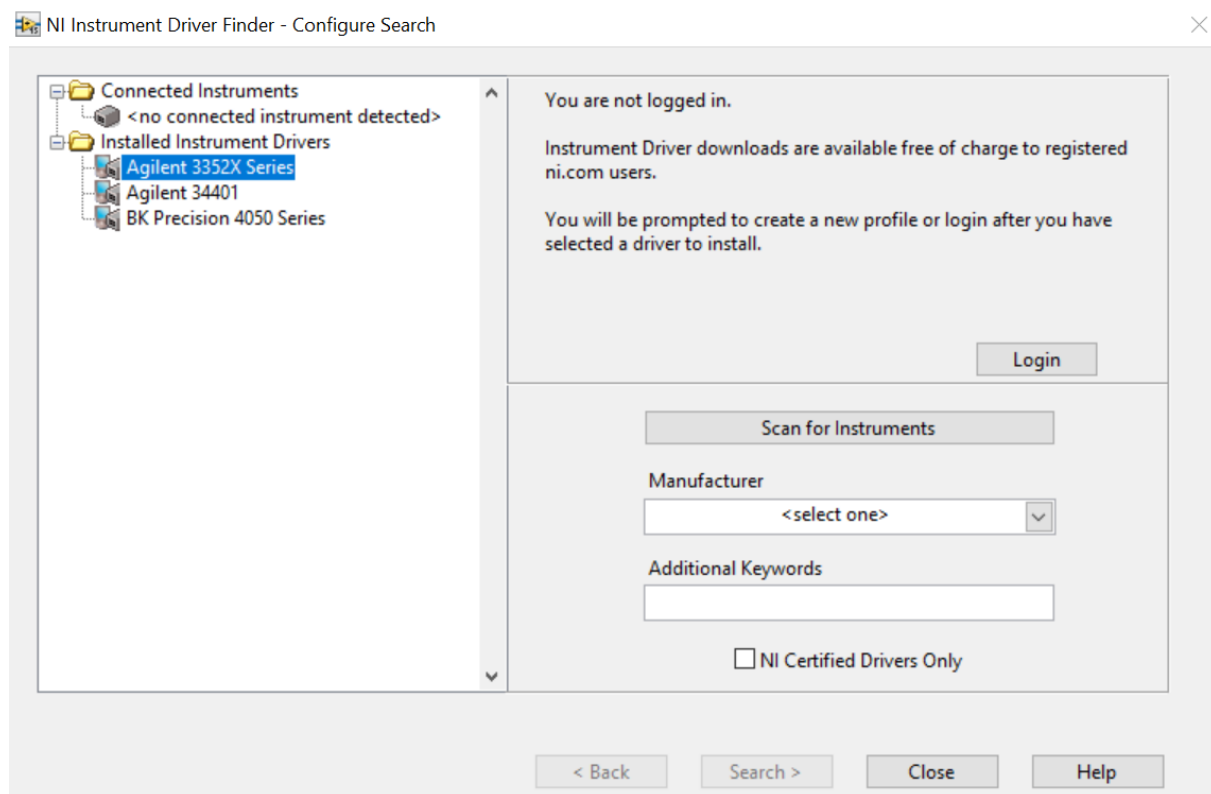 NI Instrument Driver Finder - Configure Search
Connected Instruments
<no connected instrument detected>
Installed Instrument Drivers
Agilent 3352X Series
Agilent 34401
BK Precision 4050 Series
You are not logged in.
Instrument Driver downloads are available free of charge to registered
ni.com users.
You will be prompted to create a new profile or login after you have
selected a driver to install.
Login
Scan for Instruments
Manufacturer
<select one>
Additional Keywords
NI Certified Drivers Only
< Back
Search >
Close
Help